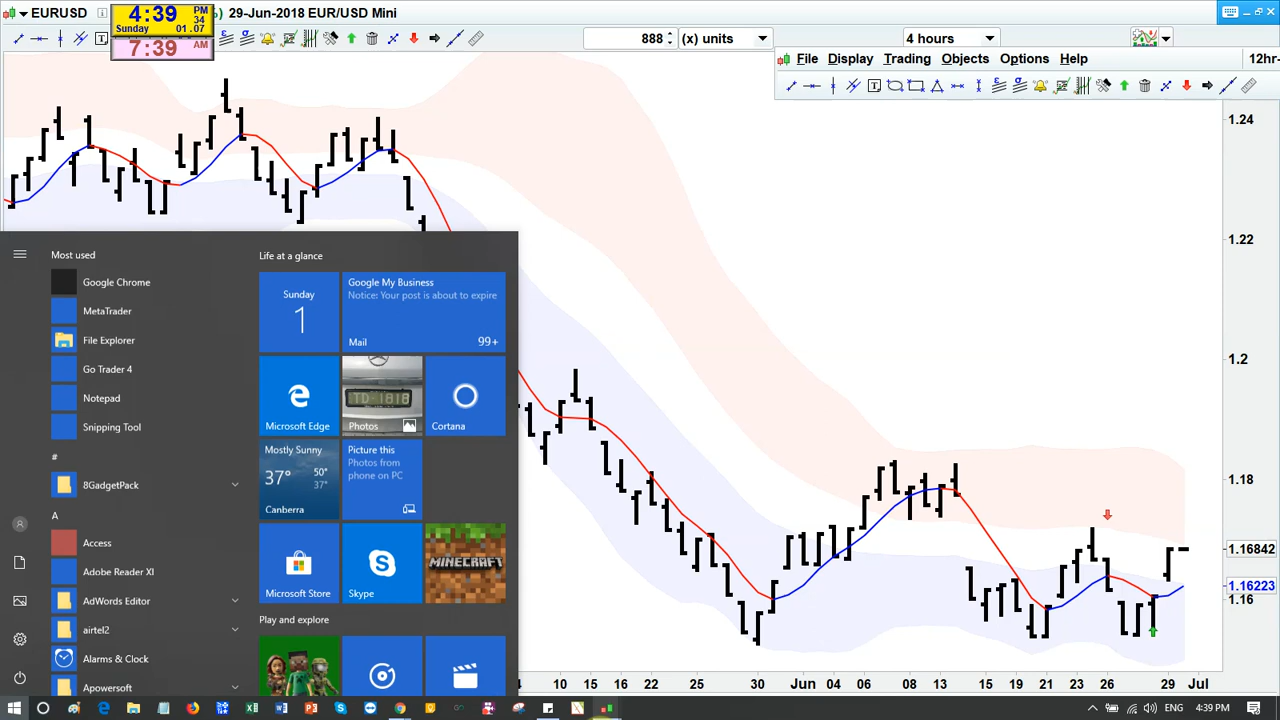 EURUSD
29-Jun-2018 EUR/USD Mini
4:39 PM 34
Sunday 01.07
7:39 AM
888 (x) units
4 hours
File Display Trading Objects Options Help
12hr-
1.24
1.22
1.2
1.18
1.16842
1.16223
1.16
Most used
Google Chrome
MetaTrader
File Explorer
Go Trader 4
Notepad
Snipping Tool
#
8GadgetPack
A
Access
Adobe Reader XI
AdWords Editor
airtel2
Alarms & Clock
Apowersoft
Life at a glance
Sunday
1
Google My Business
Notice: Your post is about to expire
Mail 99+
Microsoft Edge
TD-1818
Photos
Cortana
Mostly Sunny
37° 50° 37°
Canberra
Picture this
Photos from
phone on PC
Microsoft Store
Skype
MINECRAFT
Play and explore
4 10 15 16 22 25 30 Jun 04 06 08 13 15 19 21 23 26 29 Jul
4:39 PM